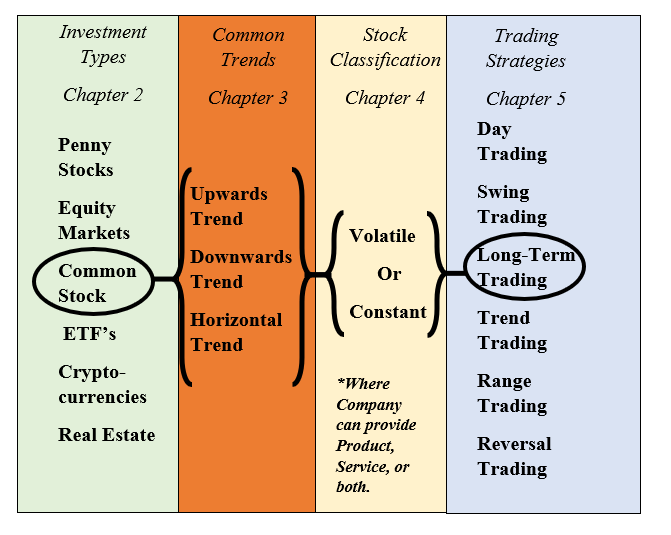 Investment
Types
Chapter 2
Penny
Stocks
Equity
Markets
Common
Stock
ETF’s
Crypto-
currencies
Real Estate
Common
Trends
Chapter 3
Upwards
Trend
Downwards
Trend
Horizontal
Trend
Stock
Classification
Chapter 4
Volatile
Or
Constant
*Where
Company
can provide
Product,
Service, or
both.
Trading
Strategies
Chapter 5
Day
Trading
Swing
Trading
Long-Term
Trading
Trend
Trading
Range
Trading
Reversal
Trading